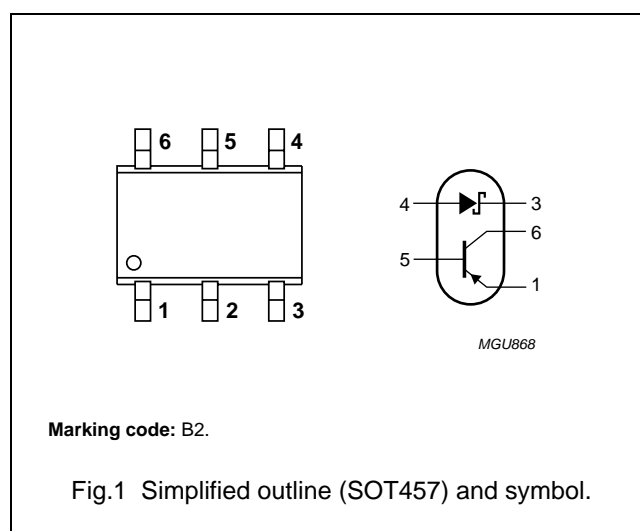 6 5 4
1 2 3
4 3
6
5
1
MGU868
Marking code: B2.
Fig.1 Simplified outline (SOT457) and symbol.